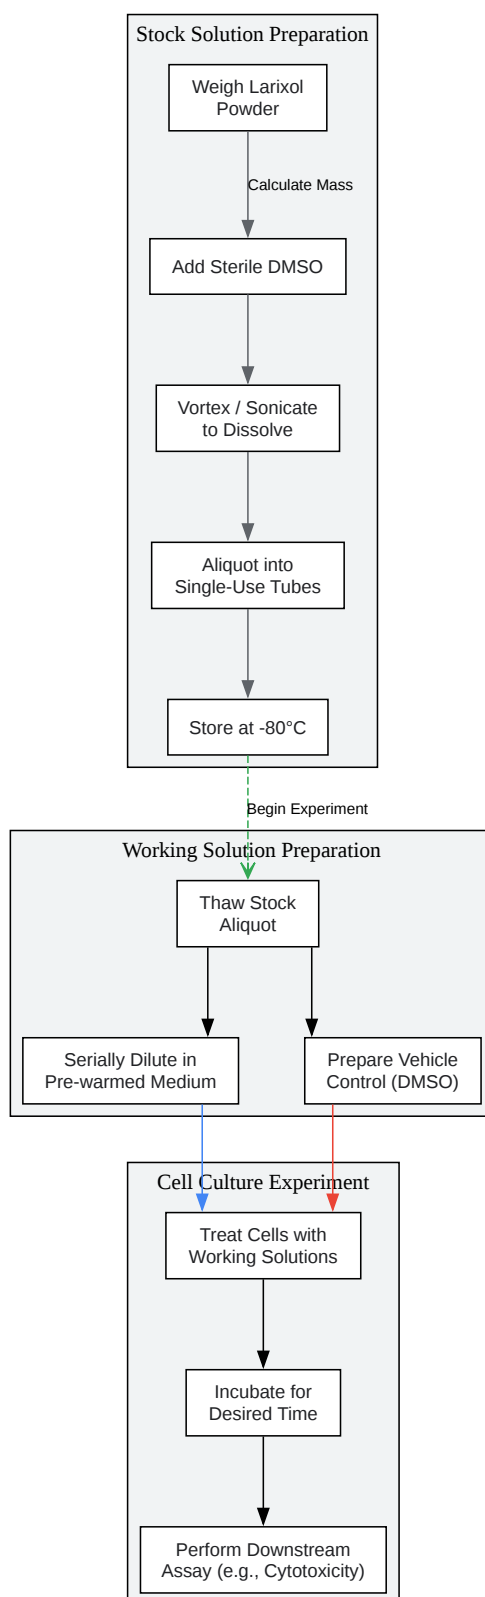 Stock Solution Preparation
Weigh Larixol
Powder
Calculate Mass
Add Sterile DMSO
Vortex / Sonicate
to Dissolve
Aliquot into
Single-Use Tubes
Store at -80°C
Begin Experiment
Working Solution Preparation
Thaw Stock
Aliquot
Serially Dilute in
Pre-warmed Medium
Prepare Vehicle
Control (DMSO)
Cell Culture Experiment
Treat Cells with
Working Solutions
Incubate for
Desired Time
Perform Downstream
Assay (e.g., Cytotoxicity)